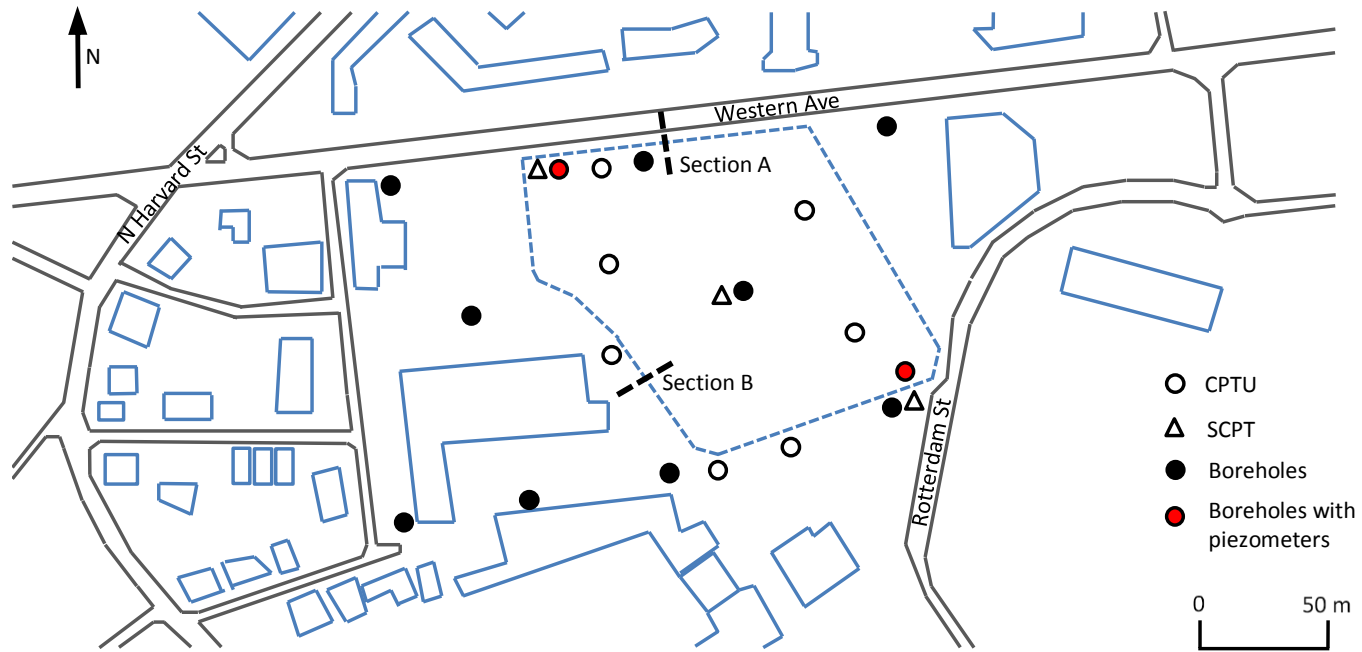 N
Western Ave
N Harvard St
Section A
Section B
CPTU
SCPT
Rotterdam St
Boreholes
Boreholes with
piezometers
0 50 m